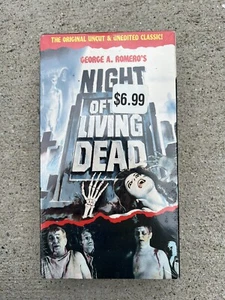 THE ORIGINAL UNCUT & UNEDITED CLASSIC!
GEORGE A. ROMERO'S
NIGHT
OF T
$6.99
LIVING
DEAD